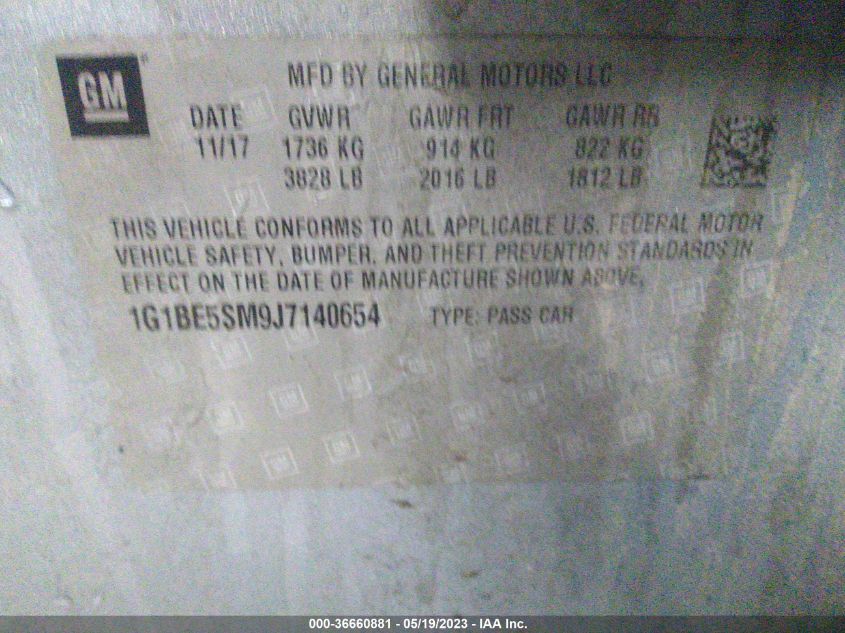 GM®
MFD BY GENERAL MOTORS LLC
DATE GVWR GAWR FRT GAWR RR
11/17 1736 KG 914 KG 822 KG
3828 LB 2016 LB 1812 LB
THIS VEHICLE CONFORMS TO ALL APPLICABLE U.S. FEDERAL MOTOR
VEHICLE SAFETY, BUMPER, AND THEFT PREVENTION STANDARDS IN
EFFECT ON THE DATE OF MANUFACTURE SHOWN ABOVE.
1G1BE5SM9J7140654 TYPE: PASS CAR
000-36660881 - 05/19/2023 - IAA Inc.